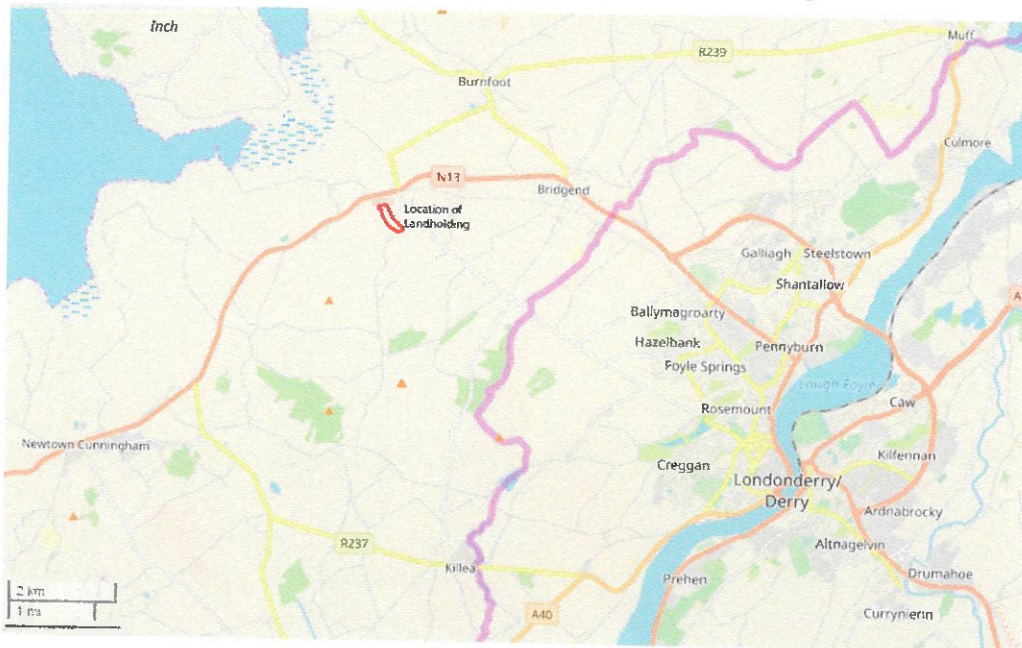 Inch
Muff
R239
Burnfoot
Culmore
N13
Bridgend
Location of
Landholding
Galliagh
Steelstown
Shantallow
Ballymagroarty
Hazelbank
Pennyburn
Foyle Springs
Lough Foyle
Rosemount
Caw
Newtown Cunningham
Kilfennan
Creggan
Londonderry/
Derry
Ardnabrocky
R237
Altnagelvin
Killea
Prehen
Drumahoe
2 km
1 mi
A40
Currynierin
A